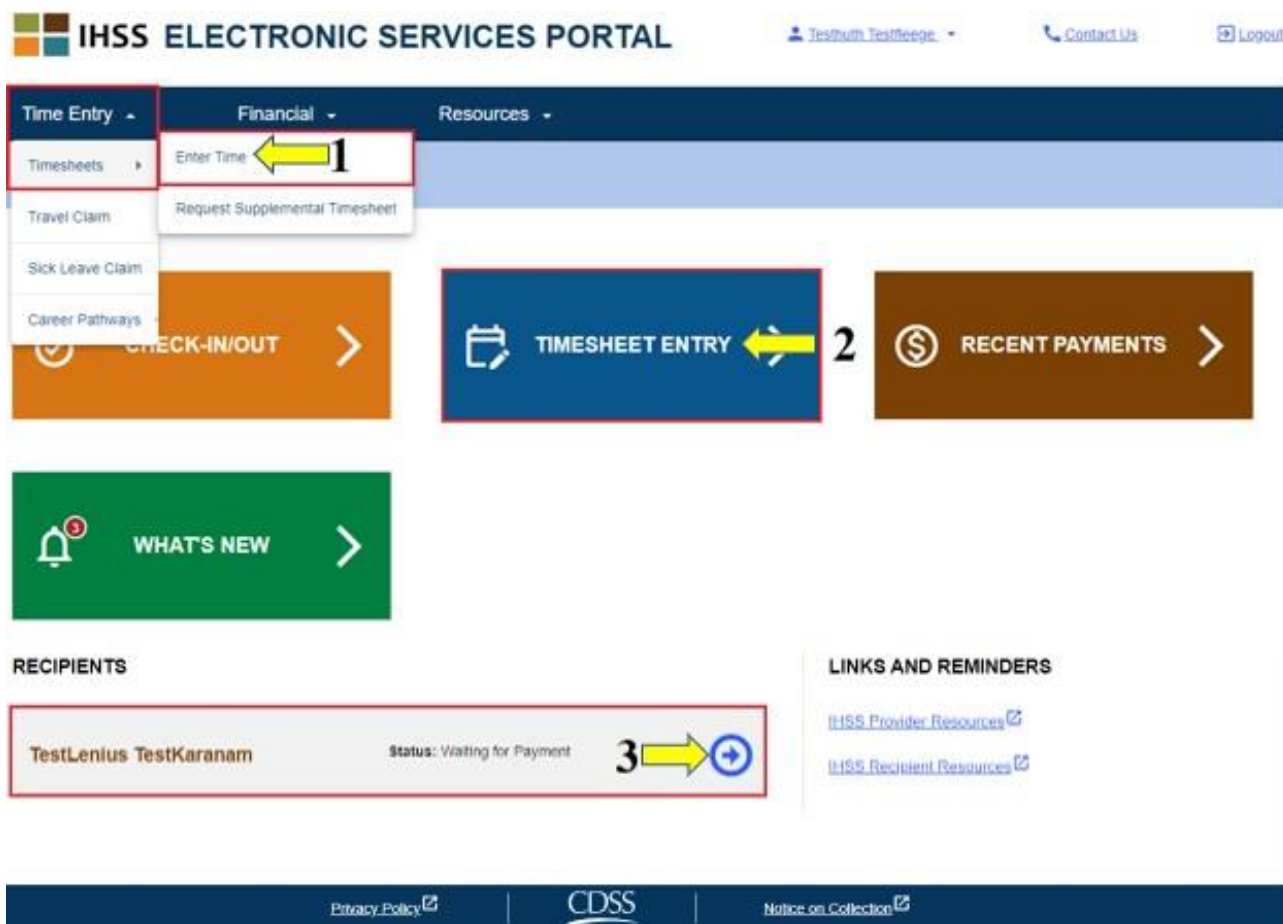 IHSS ELECTRONIC SERVICES PORTAL
Testhuth Testfleege
Contact Us
Logout
Time Entry
Financial
Resources
Timesheets
Enter Time
1
Travel Claim
Request Supplemental Timesheet
Sick Leave Claim
Career Pathways
CHECK-IN/OUT
TIMESHEET ENTRY
2
RECENT PAYMENTS
3
WHAT'S NEW
RECIPIENTS
LINKS AND REMINDERS
TestLenius TestKaranam
Status: Waiting for Payment
3
IHSS Provider Resources
IHSS Recipient Resources
Privacy Policy
CDSS
Notice on Collection